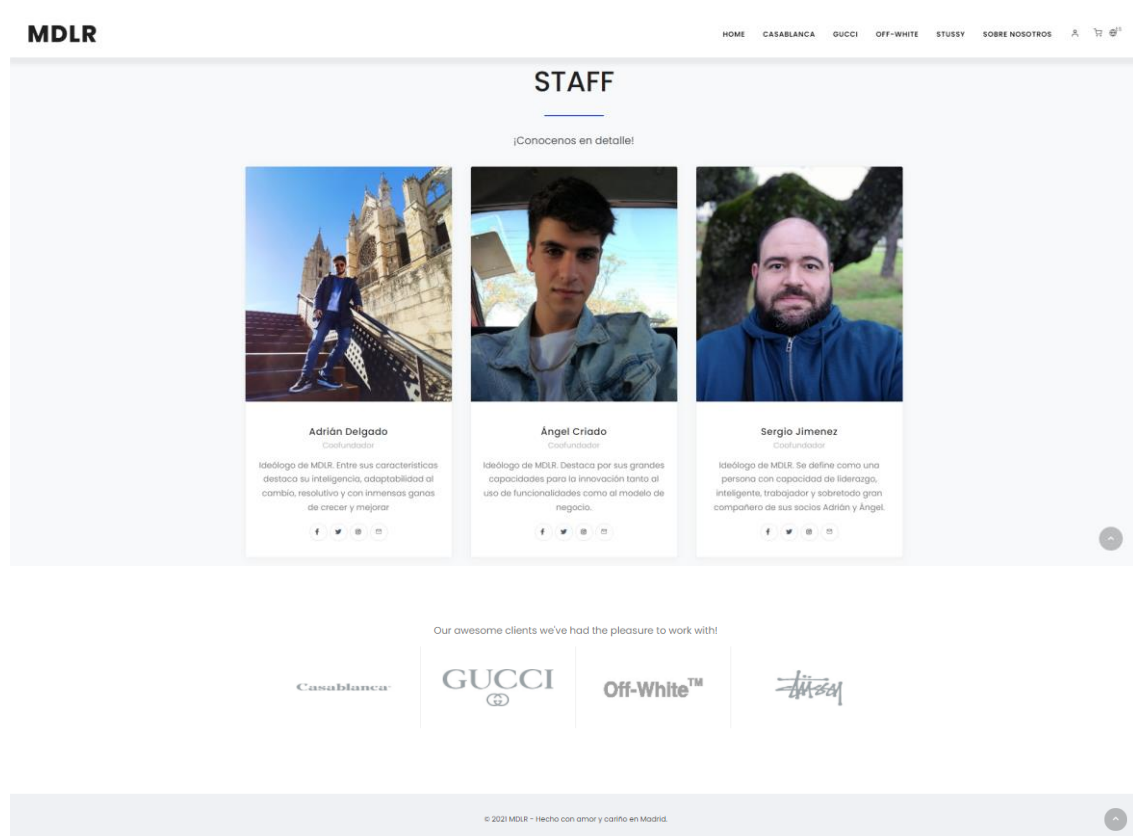 MDLR
HOME CASABLANCA GUCCI OFF-WHITE STUSSY SOBRE NOSOTROS ES
STAFF
¡Conocenos en detalle!
Adrián Delgado
Coofundador
Ideólogo de MDLR. Entre sus características
destaca su inteligencia, adaptabilidad al
cambio, resolutivo y con inmensas ganas
de crecer y mejorar
Ángel Criado
Coofundador
Ideólogo de MDLR. Destaca por sus grandes
capacidades para la innovación tanto al
uso de funcionalidades como al modelo de
negocio.
Sergio Jimenez
Coofundador
Ideólogo de MDLR. Se define como una
persona con capacidad de liderazgo,
inteligente, trabajador y sobretodo gran
compañero de sus socios Adrián y Ángel.
Our awesome clients we've had the pleasure to work with!
Casablanca
GUCCI
Off-White™
Stüssy
© 2021 MDLR - Hecho con amor y cariño en Madrid.